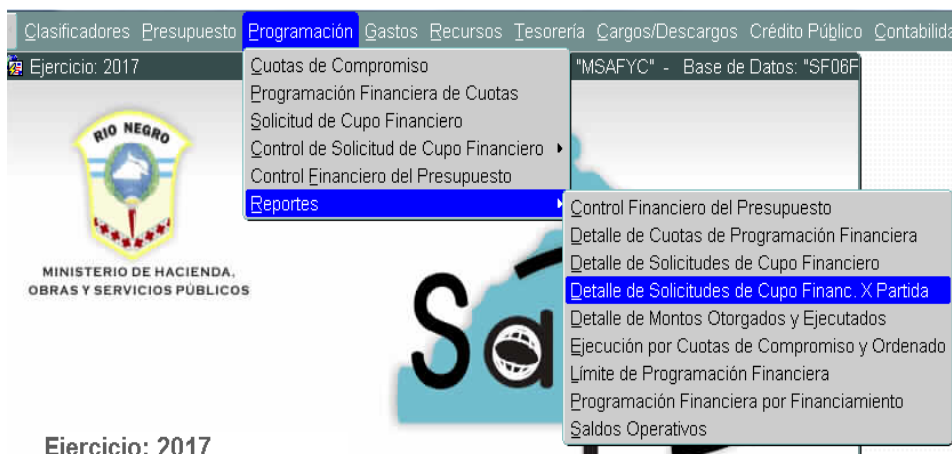 Clasificadores Presupuesto Programación Gastos Recursos Tesorería Cargos/Descargos Crédito Público Contabilida
Ejercicio: 2017 "MSAFYC" - Base de Datos: "SF06F
Cuotas de Compromiso
Programación Financiera de Cuotas
Solicitud de Cupo Financiero
Control de Solicitud de Cupo Financiero
Control Financiero del Presupuesto
Reportes
Control Financiero del Presupuesto
Detalle de Cuotas de Programación Financiera
Detalle de Solicitudes de Cupo Financiero
Detalle de Solicitudes de Cupo Financ. X Partida
Detalle de Montos Otorgados y Ejecutados
Ejecución por Cuotas de Compromiso y Ordenado
Límite de Programación Financiera
Programación Financiera por Financiamiento
Saldos Operativos
RIO NEGRO
MINISTERIO DE HACIENDA,
OBRAS Y SERVICIOS PÚBLICOS
Ejercicio: 2017